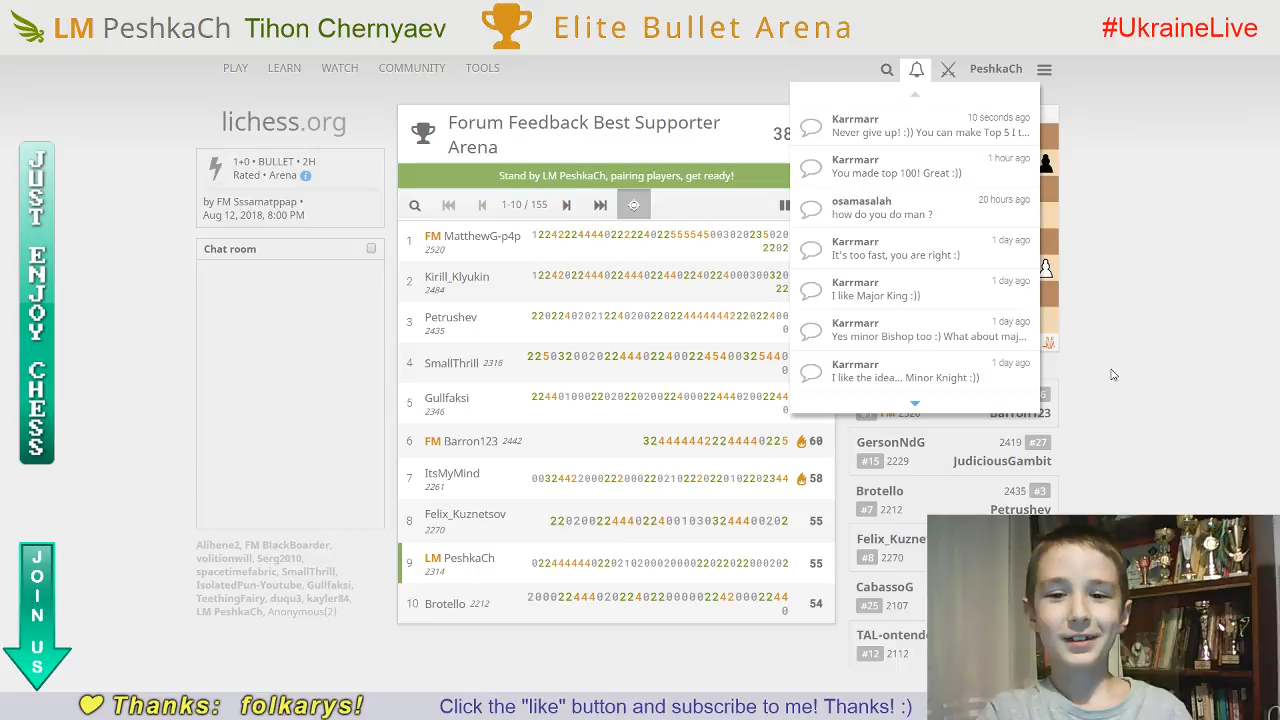 LM PeshkaCh Tihon Chernyaev
Elite Bullet Arena
#UkraineLive
PLAY LEARN WATCH COMMUNITY TOOLS
PeshkaCh
lichess.org
1+0 • BULLET • 2H
Rated • Arena
by FM Sssamatppap •
Aug 12, 2018, 8:00 PM
Chat room
Alihene2, FM BlackBoarder,
volitionwill, Serg2010,
spacetimefabric, SmallThrill,
IsolatedPun-Youtube, Gullfaksi,
TeethingFairy, duqu3, kayler84,
LM PeshkaCh, Anonymous(2)
JUST ENJOY CHESS
JOIN US
Forum Feedback Best Supporter
Arena
38
Stand by LM PeshkaCh, pairing players, get ready!
1-10 / 155
1 FM MatthewG-p4p
2520
2 Kirill_Klyukin
2484
3 Petrushev
2435
4 SmallThrill 2316
5 Gullfaksi
2346
6 FM Barron123 2442 3244444422244440225 60
7 ItsMyMind
2261
58
8 Felix_Kuznetsov
2270
55
9 LM PeshkaCh
2314
55
10 Brotello 2212
54
Karrmarr 10 seconds ago
Never give up! :)) You can make Top 5 I t...
Karrmarr 1 hour ago
You made top 100! Great :))
osamasalah 20 hours ago
how do you do man ?
Karrmarr 1 day ago
It's too fast, you are right :)
Karrmarr 1 day ago
I like Major King :))
Karrmarr 1 day ago
Yes minor Bishop too :) What about maj...
Karrmarr 1 day ago
I like the idea... Minor Knight :))
Barron123
GersonNdG 2419 #27
#15 2229 JudiciousGambit
Brotello 2435 #3
#7 2212 Petrushev
Felix_Kuzne
#8 2270
CabassoG
#25 2107
TAL-ontend
#12 2112
Thanks: folkarys!
Click the "like" button and subscribe to me! Thanks! :)